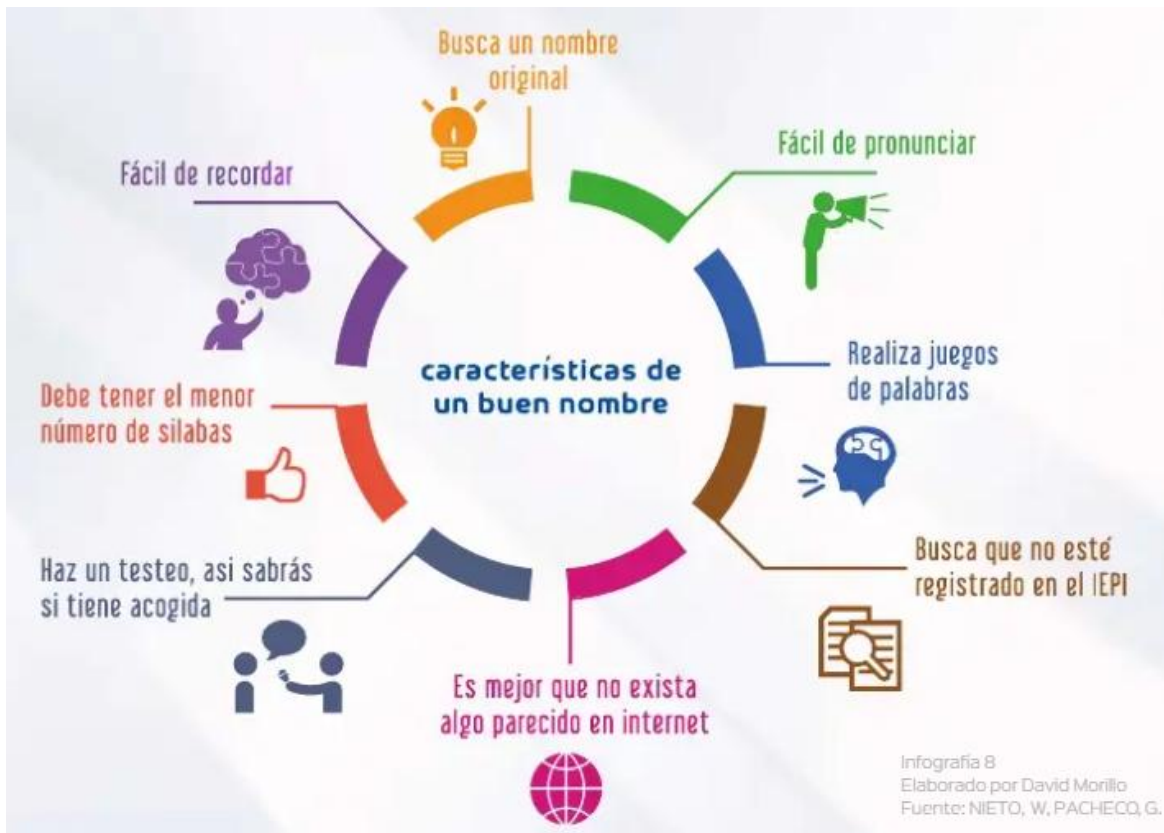 Busca un nombre
original
Fácil de pronunciar
Realiza juegos
de palabras
Busca que no esté
registrado en el IEPI
Es mejor que no exista
algo parecido en internet
Haz un testeo, asi sabrás
si tiene acogida
Debe tener el menor
número de silabas
Fácil de recordar
características de
un buen nombre
Infografía 8
Elaborado por David Morillo
Fuente: NIETO, W, PACHECO, G.